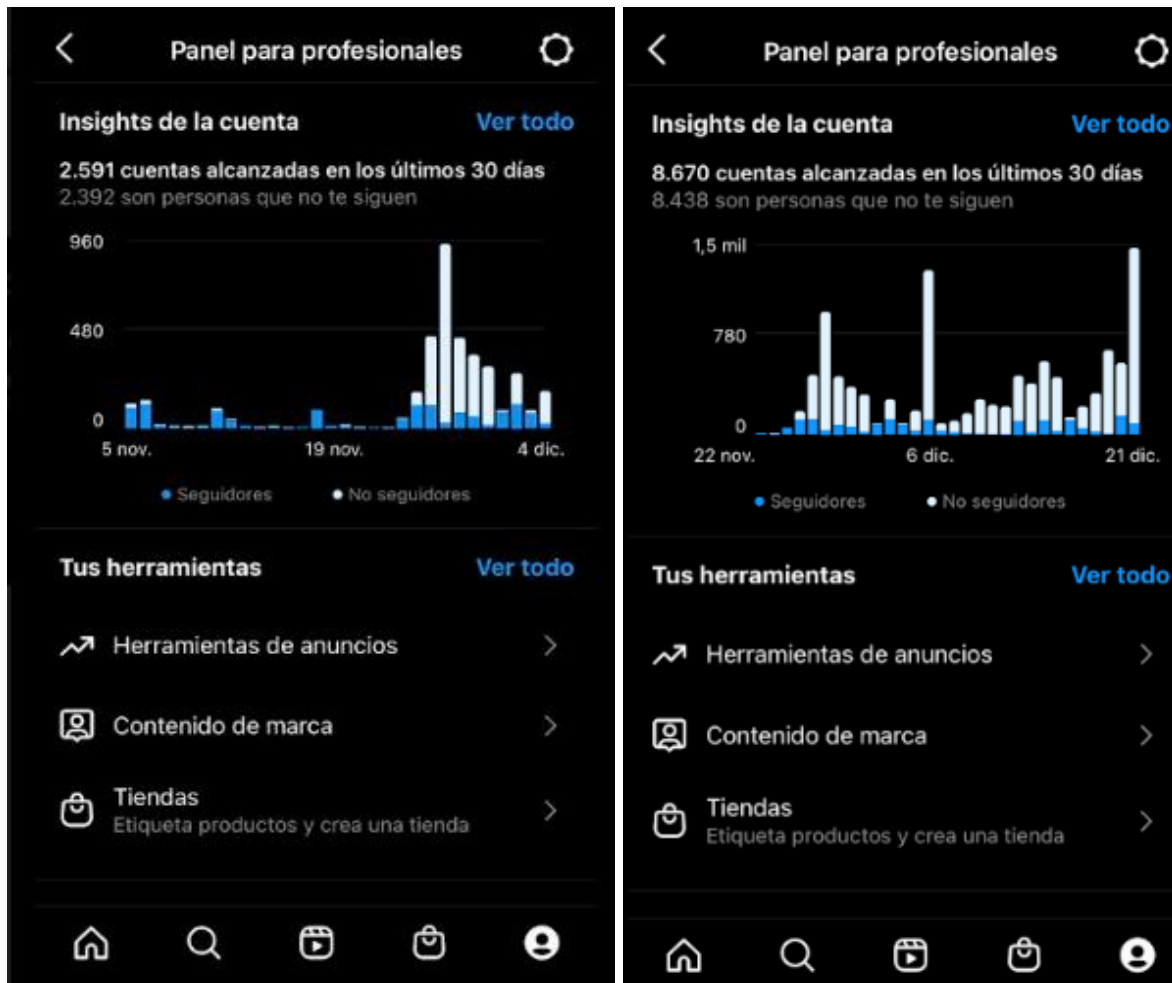 Panel para profesionales
Insights de la cuenta Ver todo
2.591 cuentas alcanzadas en los últimos 30 días
2.392 son personas que no te siguen
960
480
0
5 nov. 19 nov. 4 dic.
Seguidores No seguidores
Tus herramientas Ver todo
Herramientas de anuncios
Contenido de marca
Tiendas
Etiqueta productos y crea una tienda
Panel para profesionales
Insights de la cuenta Ver todo
8.670 cuentas alcanzadas en los últimos 30 días
8.438 son personas que no te siguen
1,5 mil
780
0
22 nov. 6 dic. 21 dic.
Seguidores No seguidores
Tus herramientas Ver todo
Herramientas de anuncios
Contenido de marca
Tiendas
Etiqueta productos y crea una tienda